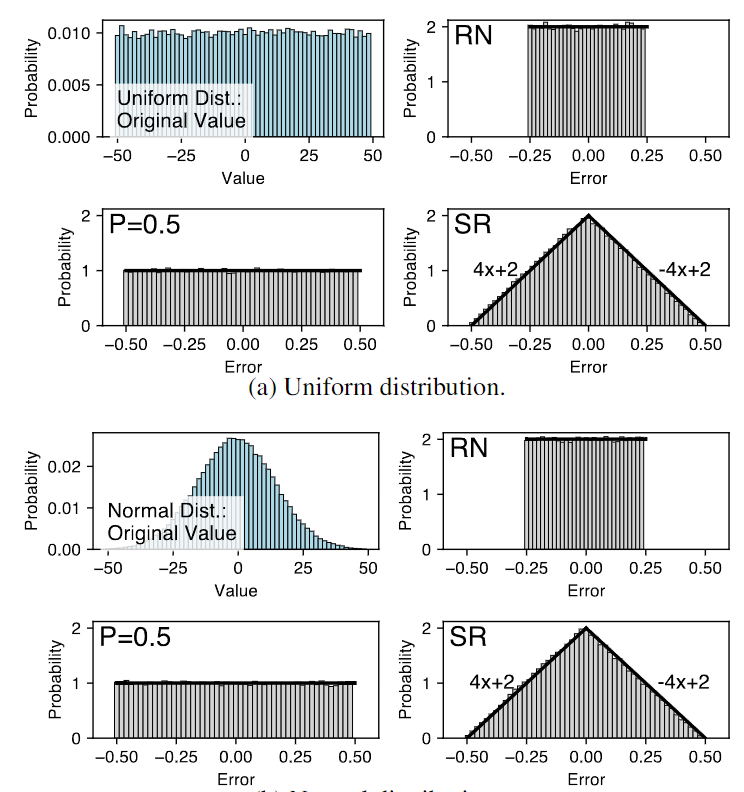 0.010
0.005
0.000
Probability
Uniform Dist.:
Original Value
−50 −25 0 25 50
Value
2
1
0
Probability
RN
−0.50 −0.25 0.00 0.25 0.50
Error
2
1
0
Probability
P=0.5
−0.50 −0.25 0.00 0.25 0.50
Error
2
1
0
Probability
SR
4x+2 -4x+2
−0.50 −0.25 0.00 0.25 0.50
Error
(a) Uniform distribution.
0.02
0.01
0.00
Probability
Normal Dist.:
Original Value
−50 −25 0 25 50
Value
2
1
0
Probability
RN
−0.50 −0.25 0.00 0.25 0.50
Error
2
1
0
Probability
P=0.5
−0.50 −0.25 0.00 0.25 0.50
Error
2
1
0
Probability
SR
4x+2 -4x+2
−0.50 −0.25 0.00 0.25 0.50
Error